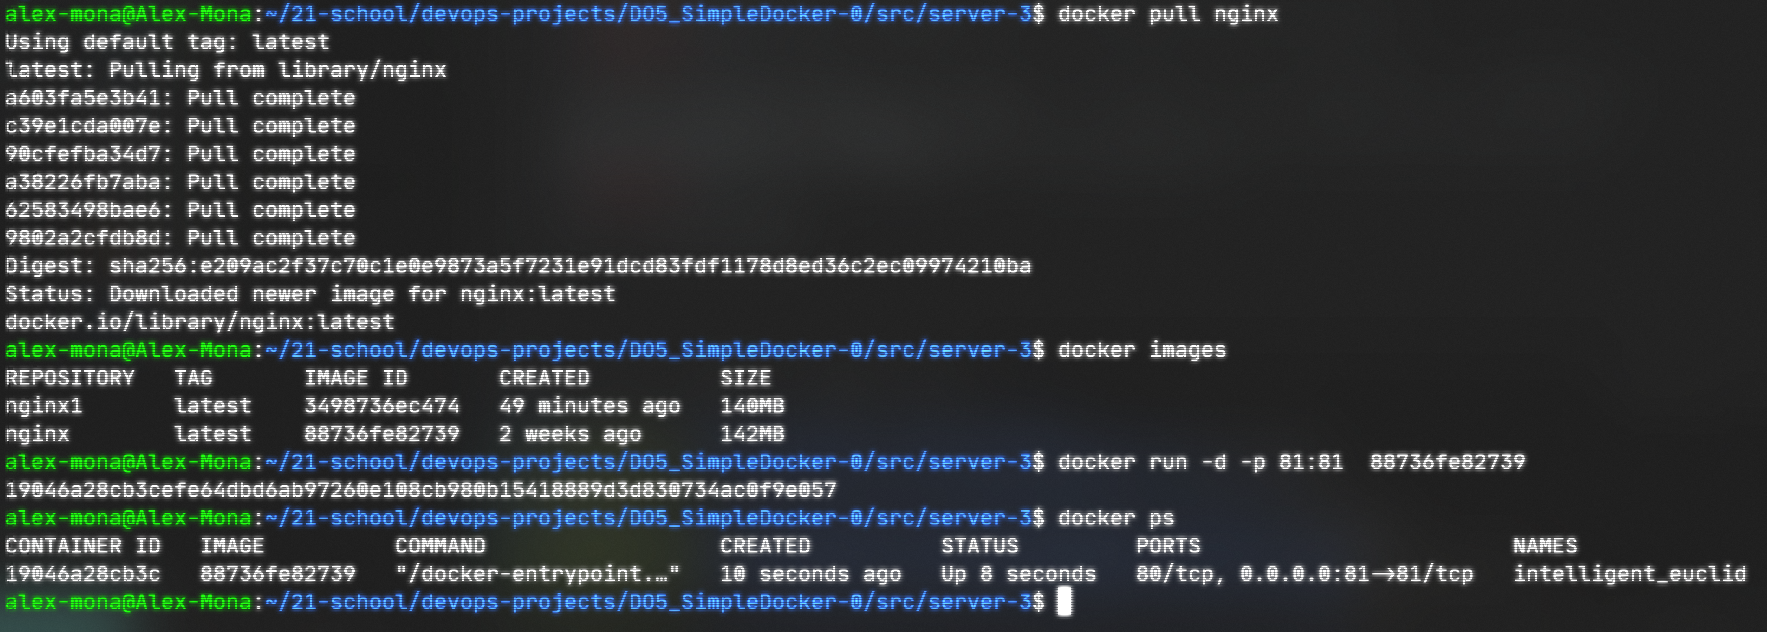 alex-mona@Alex-Mona:~/21-school/devops-projects/DO5_SimpleDocker-0/src/server-3$ docker pull nginx
Using default tag: latest
latest: Pulling from library/nginx
a603fa5e3b41: Pull complete
c39e1cda007e: Pull complete
90cfefba34d7: Pull complete
a38226fb7aba: Pull complete
62583498bae6: Pull complete
9802a2cfdb8d: Pull complete
Digest: sha256:e209ac2f37c70c1e0e9873a5f7231e91dcd83fdf1178d8ed36c2ec09974210ba
Status: Downloaded newer image for nginx:latest
docker.io/library/nginx:latest
alex-mona@Alex-Mona:~/21-school/devops-projects/DO5_SimpleDocker-0/src/server-3$ docker images
REPOSITORY   TAG       IMAGE ID       CREATED          SIZE
nginx1       latest    3498736ec474   49 minutes ago   140MB
nginx        latest    88736fe82739   2 weeks ago      142MB
alex-mona@Alex-Mona:~/21-school/devops-projects/DO5_SimpleDocker-0/src/server-3$ docker run -d -p 81:81  88736fe82739
19046a28cb3cefe64dbd6ab97260e108cb980b15418889d3d830734ac0f9e057
alex-mona@Alex-Mona:~/21-school/devops-projects/DO5_SimpleDocker-0/src/server-3$ docker ps
CONTAINER ID   IMAGE          COMMAND                  CREATED          STATUS         PORTS                        NAMES
19046a28cb3c   88736fe82739   "/docker-entrypoint.…"   10 seconds ago   Up 8 seconds   80/tcp, 0.0.0.0:81->81/tcp   intelligent_euclid
alex-mona@Alex-Mona:~/21-school/devops-projects/DO5_SimpleDocker-0/src/server-3$